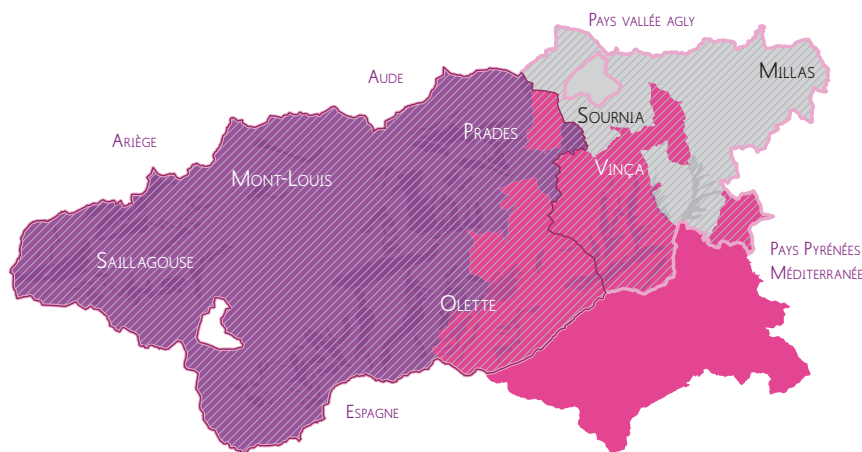 Pays vallée agly
Millas
Aude
Sournia
Prades
Ariège
Vinça
Mont-Louis
Pays Pyrénées
Méditerranée
Saillagouse
Olette
Espagne